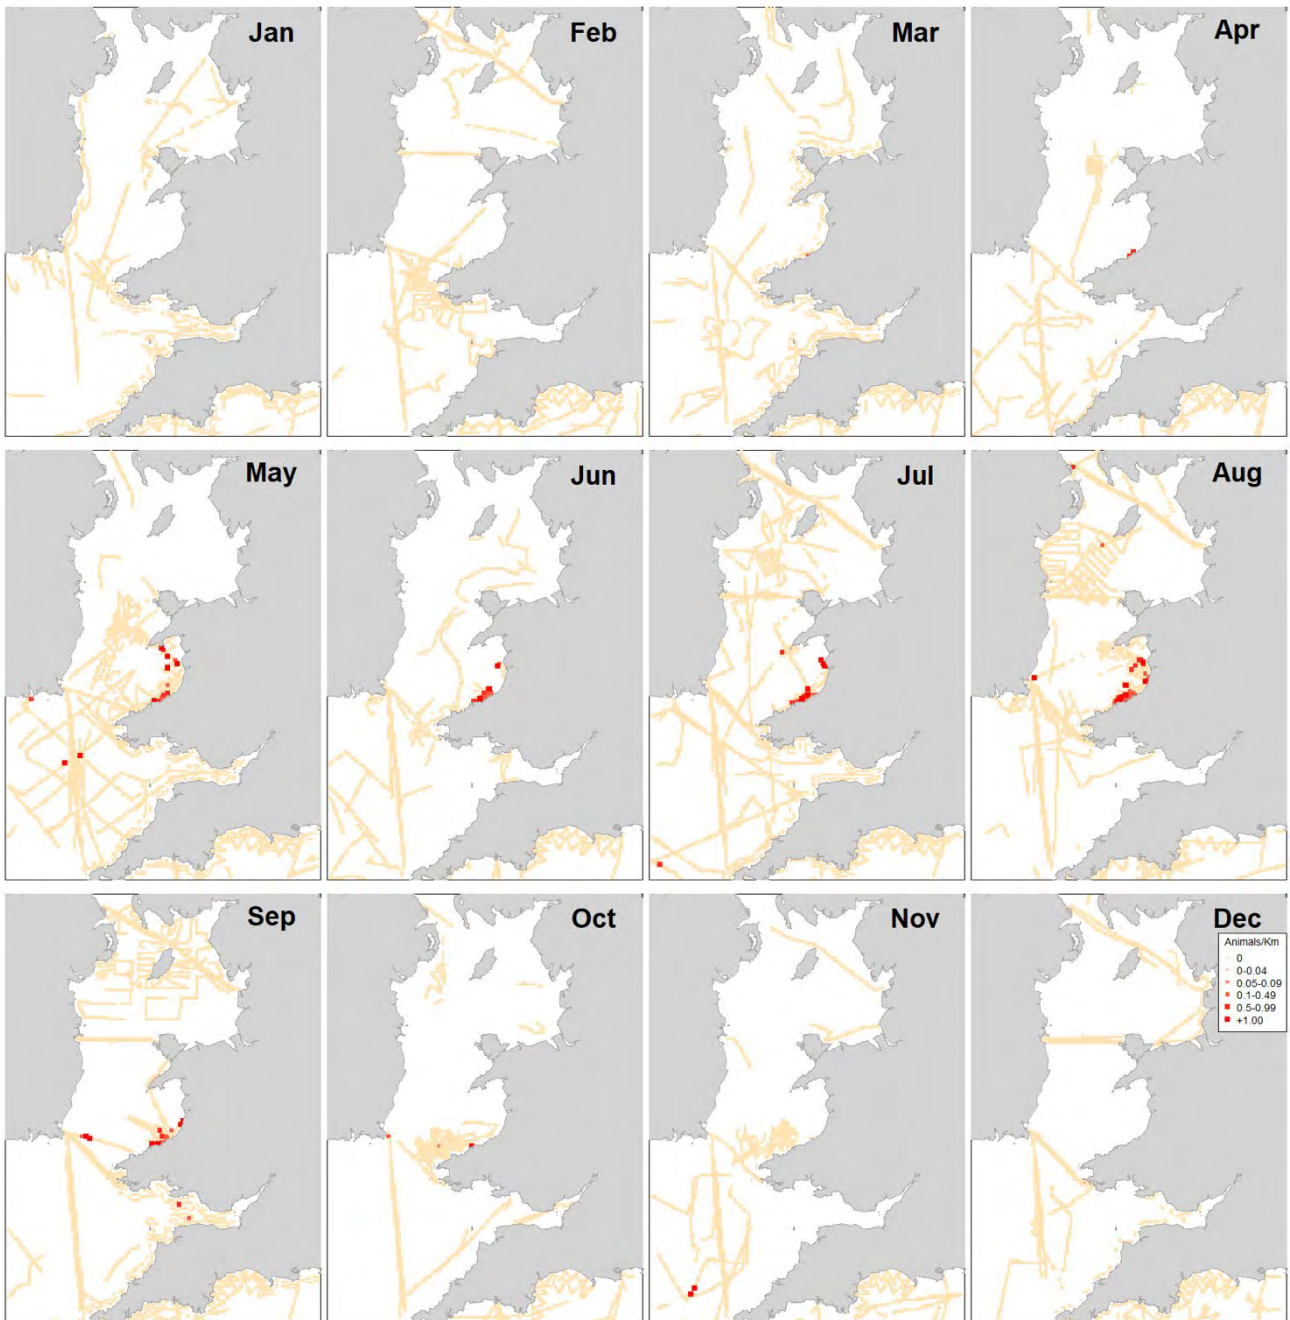 Jan
Feb
Mar
Apr
May
Jun
Jul
Aug
Sep
Oct
Nov
Dec
Animals/Km
0
0-0.04
0.05-0.09
0.1-0.49
0.5-0.99
+1.00